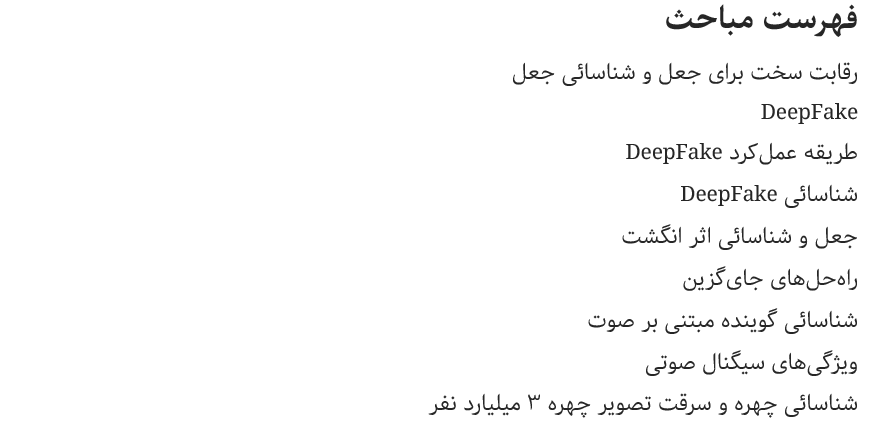 فهرست مباحث
رقابت سخت برای جعل و شناسائی جعل
DeepFake
طریقه عمل‌کرد DeepFake
شناسائی DeepFake
جعل و شناسائی اثر انگشت
راه‌حل‌های جای‌گزین
شناسائی گوینده مبتنی بر صوت
ویژگی‌های سیگنال صوتی
شناسائی چهره و سرقت تصویر چهره ۳ میلیارد نفر